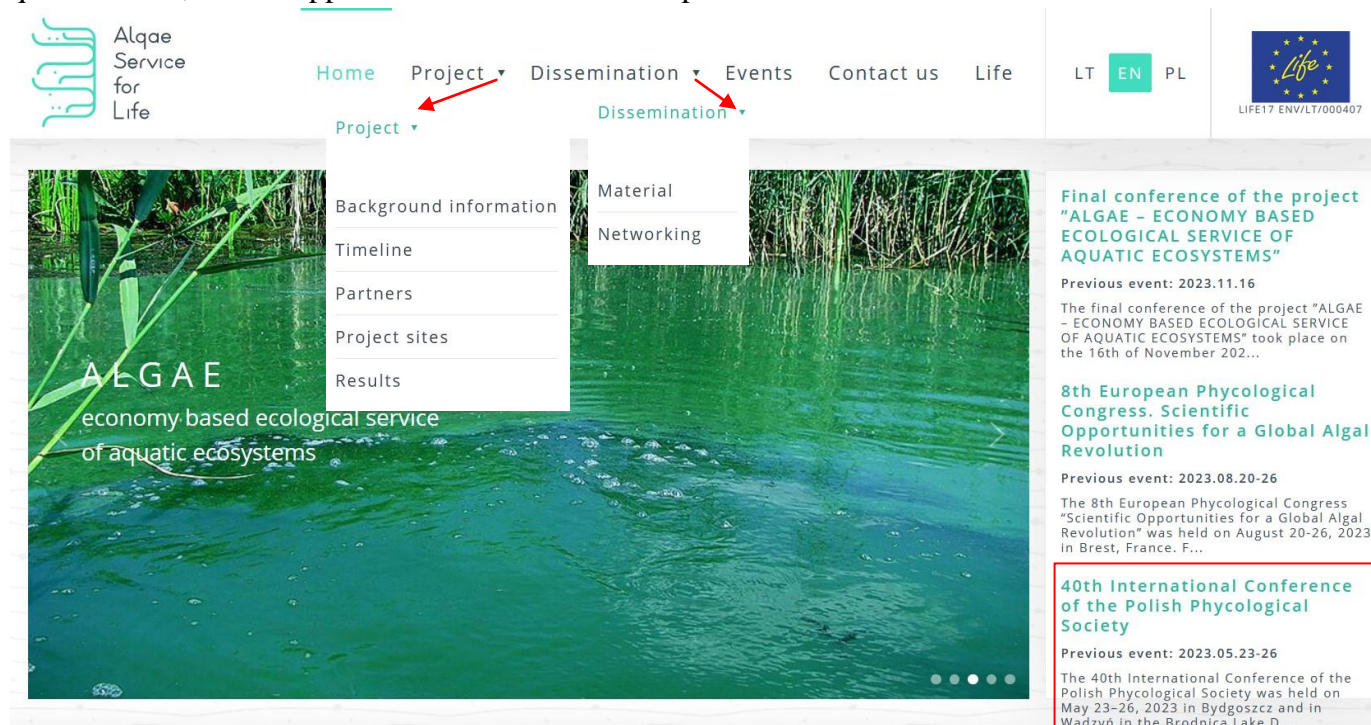 Algae
Service
for
Life
Home Project ▾ Dissemination ▾ Events Contact us Life
LT EN PL
Life
LIFE17 ENV/LT/000407
Project ▾
Background information
Timeline
Partners
Project sites
Results
Dissemination ▾
Material
Networking
ALGAE
economy based ecological service
of aquatic ecosystems
Final conference of the project
"ALGAE – ECONOMY BASED
ECOLOGICAL SERVICE OF
AQUATIC ECOSYSTEMS"
Previous event: 2023.11.16
The final conference of the project "ALGAE
– ECONOMY BASED ECOLOGICAL SERVICE
OF AQUATIC ECOSYSTEMS" took place on
the 16th of November 202...
8th European Phycological
Congress. Scientific
Opportunities for a Global Algal
Revolution
Previous event: 2023.08.20-26
The 8th European Phycological Congress
"Scientific Opportunities for a Global Algal
Revolution" was held on August 20-26, 2023
in Brest, France. F...
40th International Conference
of the Polish Phycological
Society
Previous event: 2023.05.23-26
The 40th International Conference of the
Polish Phycological Society was held on
May 23–26, 2023 in Bydgoszcz and in
Wądzyń in the Brodnica Lake D